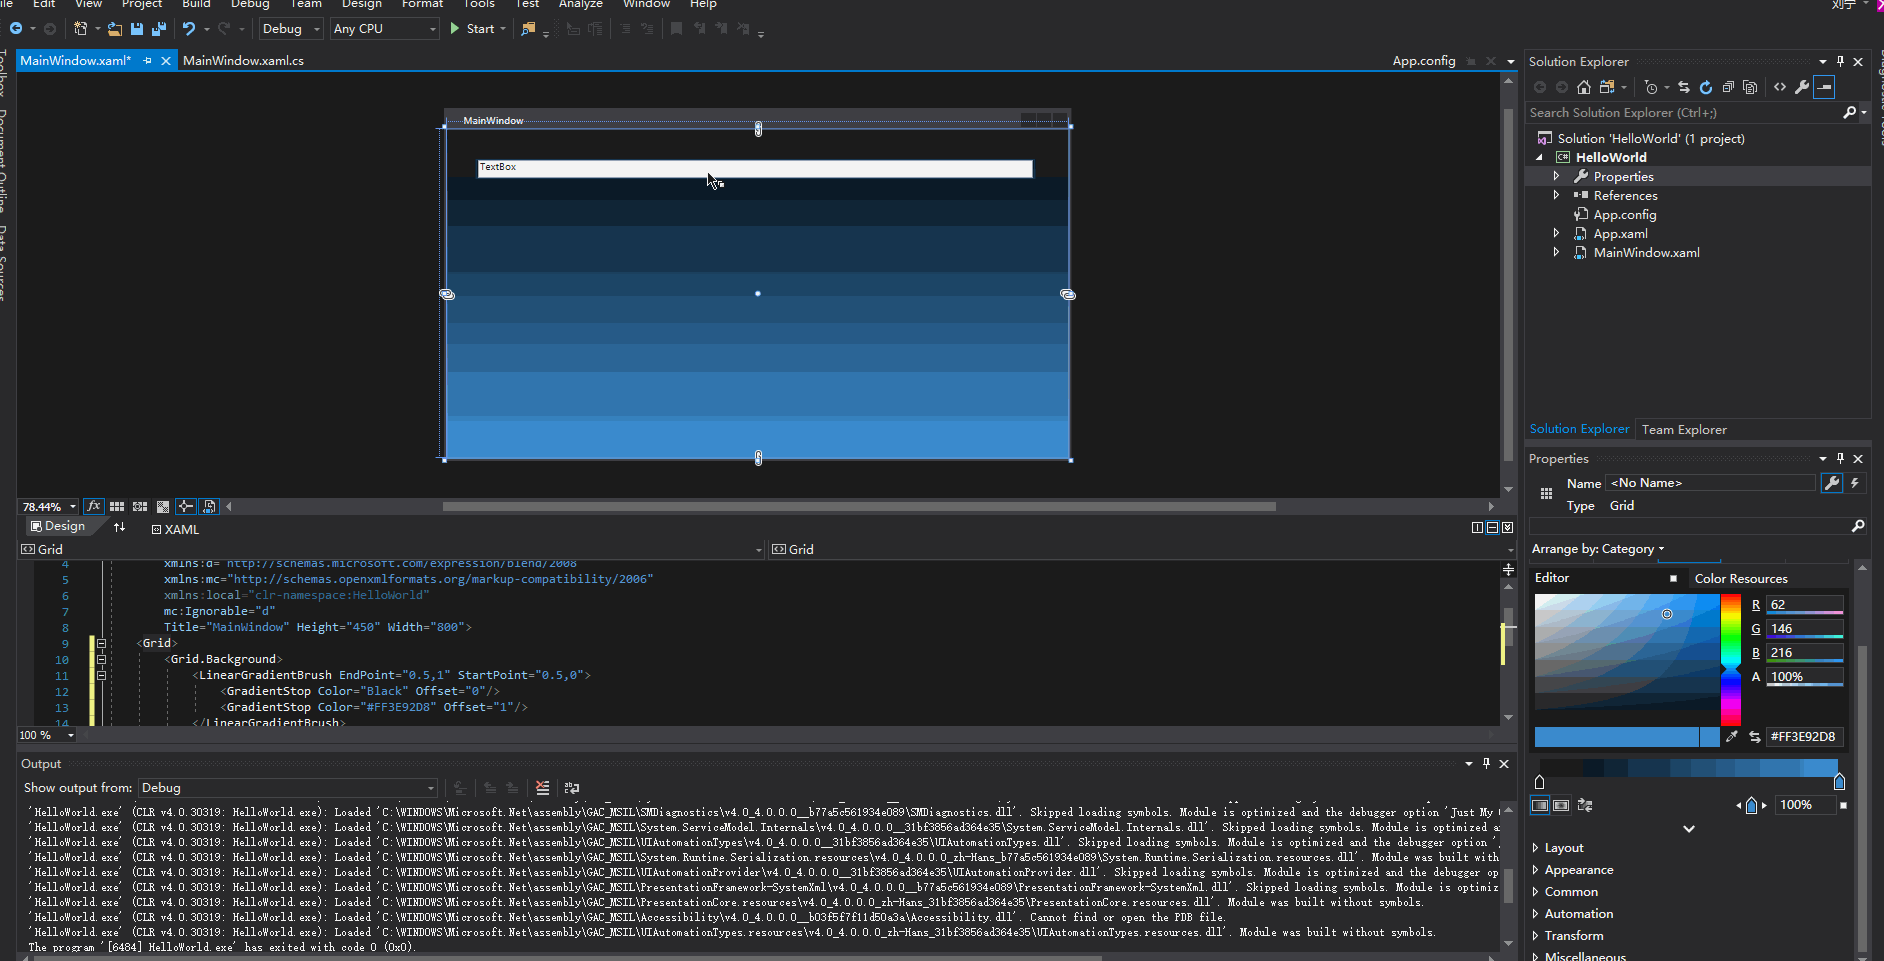 File Edit View Project Build Debug Team Design Format Tools Test Analyze Window Help 刘宁
Debug Any CPU Start
MainWindow.xaml* MainWindow.xaml.cs App.config
Toolbox
Document Outline
Data Sources
MainWindow
TextBox
78.44%
Design XAML
Grid Grid
4 xmlns:d="http://schemas.microsoft.com/expression/blend/2008"
5 xmlns:mc="http://schemas.openxmlformats.org/markup-compatibility/2006"
6 xmlns:local="clr-namespace:HelloWorld"
7 mc:Ignorable="d"
8 Title="MainWindow" Height="450" Width="800">
9 <Grid>
10 <Grid.Background>
11 <LinearGradientBrush EndPoint="0.5,1" StartPoint="0.5,0">
12 <GradientStop Color="Black" Offset="0"/>
13 <GradientStop Color="#FF3E92D8" Offset="1"/>
14 </LinearGradientBrush>
100 %
Output
Show output from: Debug
'HelloWorld.exe' (CLR v4.0.30319: HelloWorld.exe): Loaded 'C:\WINDOWS\Microsoft.Net\assembly\GAC_MSIL\SMDiagnostics\v4.0_4.0.0.0__b77a5c561934e089\SMDiagnostics.dll'. Skipped loading symbols. Module is optimized and the debugger option 'Just My
'HelloWorld.exe' (CLR v4.0.30319: HelloWorld.exe): Loaded 'C:\WINDOWS\Microsoft.Net\assembly\GAC_MSIL\System.ServiceModel.Internals\v4.0_4.0.0.0__31bf3856ad364e35\System.ServiceModel.Internals.dll'. Skipped loading symbols. Module is optimized a
'HelloWorld.exe' (CLR v4.0.30319: HelloWorld.exe): Loaded 'C:\WINDOWS\Microsoft.Net\assembly\GAC_MSIL\UIAutomationTypes\v4.0_4.0.0.0__31bf3856ad364e35\UIAutomationTypes.dll'. Skipped loading symbols. Module is optimized and the debugger option '
'HelloWorld.exe' (CLR v4.0.30319: HelloWorld.exe): Loaded 'C:\WINDOWS\Microsoft.Net\assembly\GAC_MSIL\System.Runtime.Serialization.resources\v4.0_4.0.0.0_zh-Hans_b77a5c561934e089\System.Runtime.Serialization.resources.dll'. Module was built with
'HelloWorld.exe' (CLR v4.0.30319: HelloWorld.exe): Loaded 'C:\WINDOWS\Microsoft.Net\assembly\GAC_MSIL\UIAutomationProvider\v4.0_4.0.0.0__31bf3856ad364e35\UIAutomationProvider.dll'. Skipped loading symbols. Module is optimized and the debugger op
'HelloWorld.exe' (CLR v4.0.30319: HelloWorld.exe): Loaded 'C:\WINDOWS\Microsoft.Net\assembly\GAC_MSIL\PresentationFramework-SystemXml\v4.0_4.0.0.0__b77a5c561934e089\PresentationFramework-SystemXml.dll'. Skipped loading symbols. Module is optimiz
'HelloWorld.exe' (CLR v4.0.30319: HelloWorld.exe): Loaded 'C:\WINDOWS\Microsoft.Net\assembly\GAC_MSIL\PresentationCore.resources\v4.0_4.0.0.0_zh-Hans_31bf3856ad364e35\PresentationCore.resources.dll'. Module was built without symbols.
'HelloWorld.exe' (CLR v4.0.30319: HelloWorld.exe): Loaded 'C:\WINDOWS\Microsoft.Net\assembly\GAC_MSIL\Accessibility\v4.0_4.0.0.0__b03f5f7f11d50a3a\Accessibility.dll'. Cannot find or open the PDB file.
'HelloWorld.exe' (CLR v4.0.30319: HelloWorld.exe): Loaded 'C:\WINDOWS\Microsoft.Net\assembly\GAC_MSIL\UIAutomationTypes.resources\v4.0_4.0.0.0_zh-Hans_31bf3856ad364e35\UIAutomationTypes.resources.dll'. Module was built without symbols.
The program '[6484] HelloWorld.exe' has exited with code 0 (0x0).
Solution Explorer
Search Solution Explorer (Ctrl+;)
Solution 'HelloWorld' (1 project)
HelloWorld
Properties
References
App.config
App.xaml
MainWindow.xaml
Solution Explorer Team Explorer
Properties
Name <No Name>
Type Grid
Arrange by: Category
Editor Color Resources
R 62
G 146
B 216
A 100%
#FF3E92D8
100%
Layout
Appearance
Common
Automation
Transform
Miscellaneous